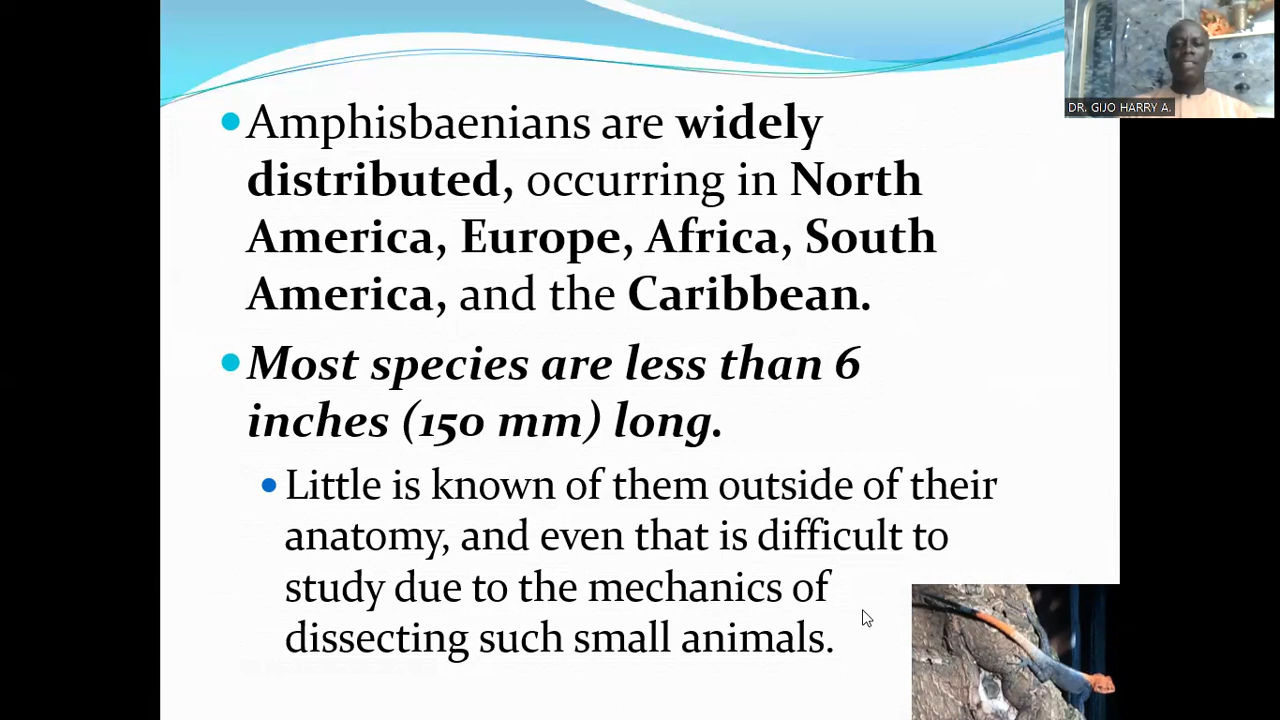 DR. GIJO HARRY A.
Amphisbaenians are widely
distributed, occurring in North
America, Europe, Africa, South
America, and the Caribbean.
Most species are less than 6
inches (150 mm) long.
Little is known of them outside of their
anatomy, and even that is difficult to
study due to the mechanics of
dissecting such small animals.